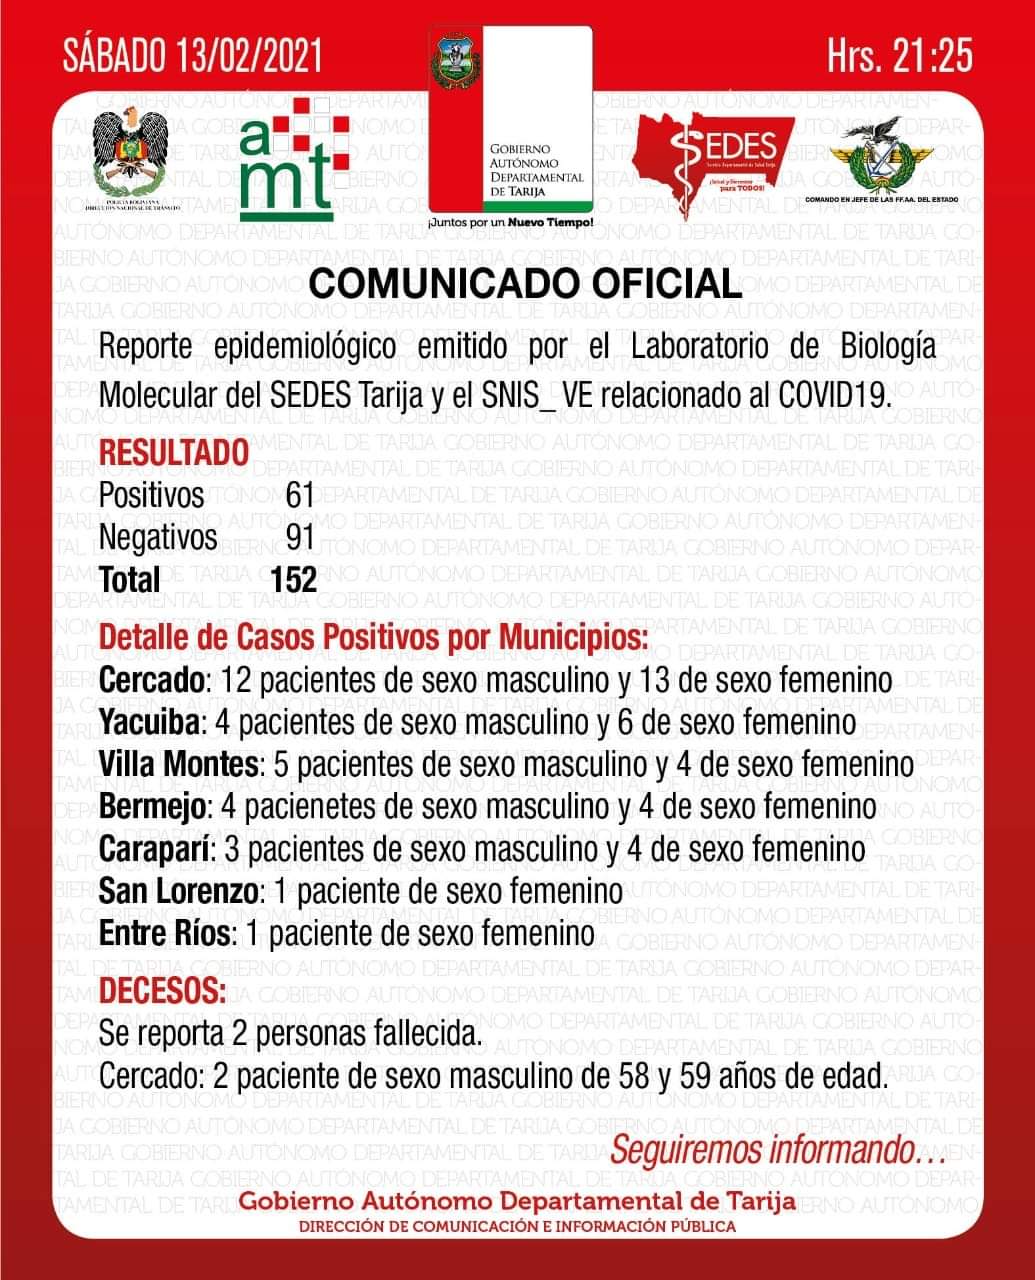 SÁBADO 13/02/2021
Hrs. 21:25
POLICÍA BOLIVIANA
DIRECCIÓN NACIONAL DE TRÁNSITO
a
mt
GOBIERNO
AUTÓNOMO
DEPARTAMENTAL
DE TARIJA
¡Juntos por un Nuevo Tiempo!
SEDES
Servicio Departamental de Salud Tarija
¡Salud y Bienestar
para TODOS!
COMANDO EN JEFE DE LAS FF.AA. DEL ESTADO
COMUNICADO OFICIAL
Reporte epidemiológico emitido por el Laboratorio de Biología
Molecular del SEDES Tarija y el SNIS_ VE relacionado al COVID19.
RESULTADO
Positivos 61
Negativos 91
Total 152
Detalle de Casos Positivos por Municipios:
Cercado: 12 pacientes de sexo masculino y 13 de sexo femenino
Yacuiba: 4 pacientes de sexo masculino y 6 de sexo femenino
Villa Montes: 5 pacientes de sexo masculino y 4 de sexo femenino
Bermejo: 4 pacienetes de sexo masculino y 4 de sexo femenino
Caraparí: 3 pacientes de sexo masculino y 4 de sexo femenino
San Lorenzo: 1 paciente de sexo femenino
Entre Ríos: 1 paciente de sexo femenino
DECESOS:
Se reporta 2 personas fallecida.
Cercado: 2 paciente de sexo masculino de 58 y 59 años de edad.
Seguiremos informando...
Gobierno Autónomo Departamental de Tarija
DIRECCIÓN DE COMUNICACIÓN E INFORMACIÓN PÚBLICA